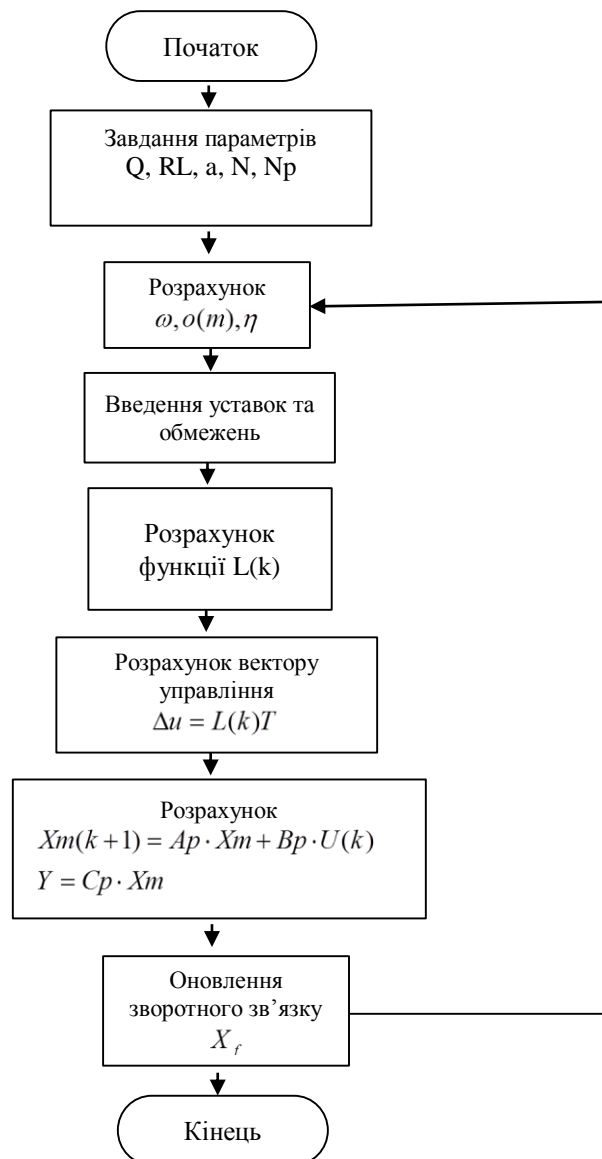 Початок
Завдання параметрів
Q, RL, a, N, Np
Розрахунок
ω, o(m), η
Введення уставок та
обмежень
Розрахунок
функції L(k)
Розрахунок вектору
управління
Δu = L(k)T
Розрахунок
Xm(k+1) = Ap · Xm + Bp · U(k)
Y = Cp · Xm
Оновлення
зворотного зв’язку
X_f
Кінець